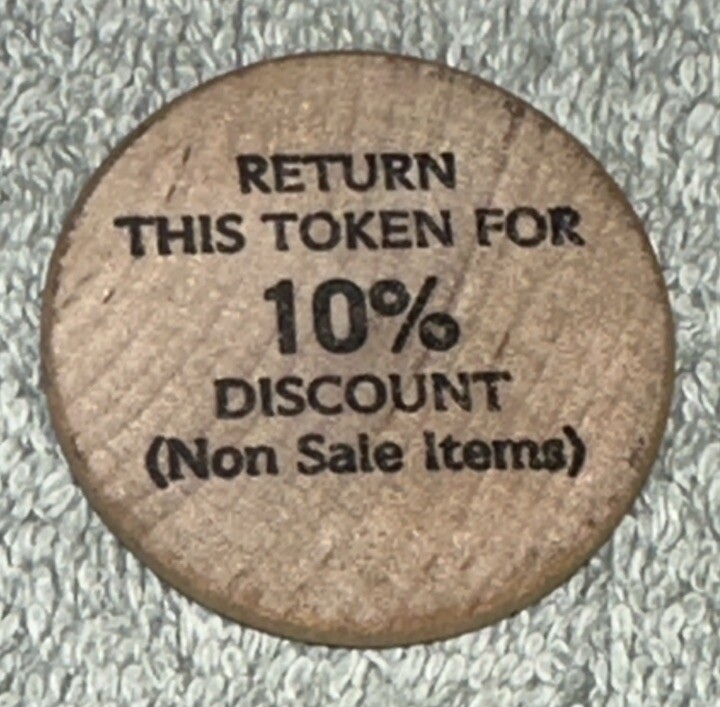 RETURN
THIS TOKEN FOR
10%
DISCOUNT
(Non Sale Items)